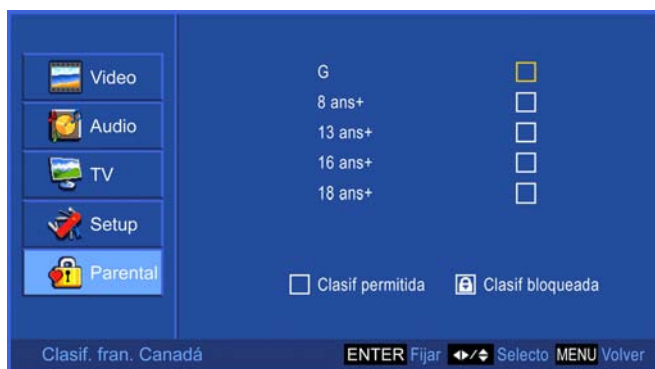 Video
Audio
TV
Setup
Parental
G
8 ans+
13 ans+
16 ans+
18 ans+
Clasif permitida Clasif bloqueada
Clasif. fran. Canadá ENTER Fijar Selecto MENU Volver